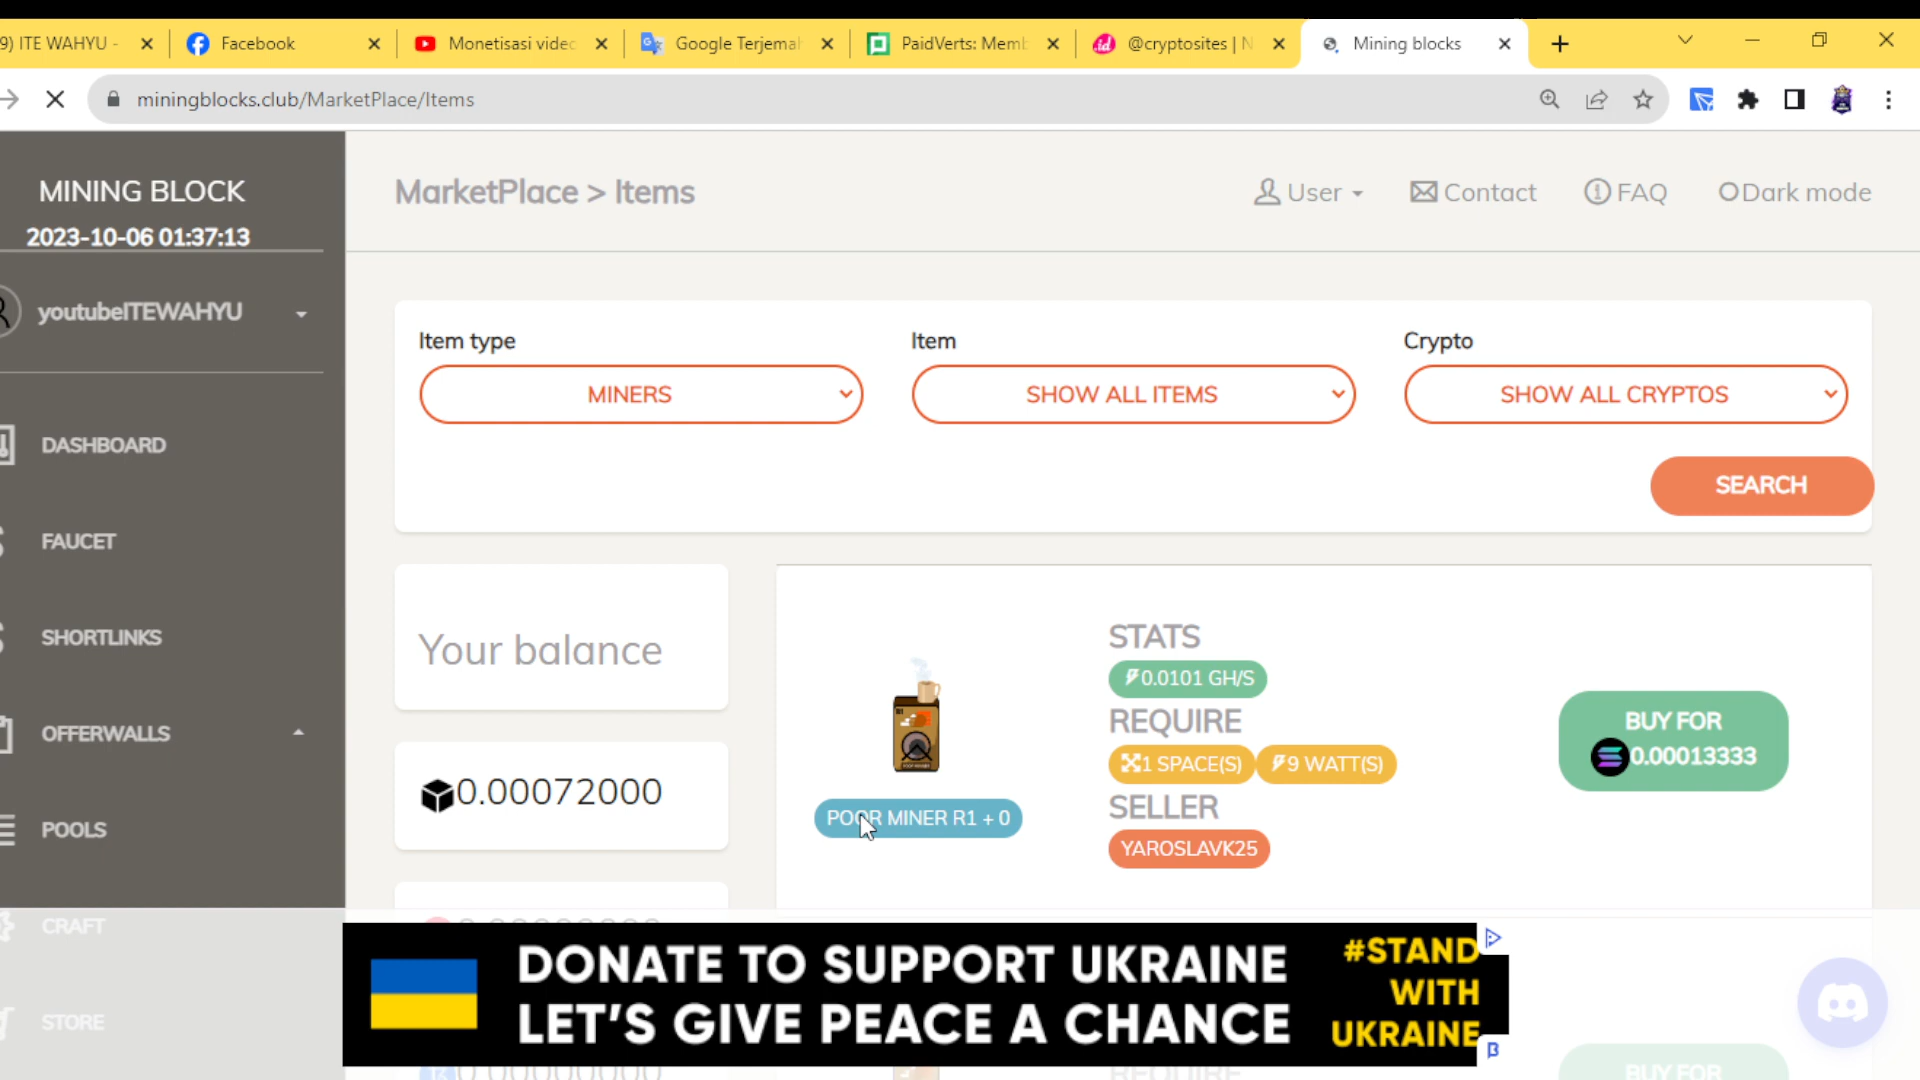 9) ITE WAHYU -
Facebook
Monetisasi videc
Google Terjemah
PaidVerts: Memb
@cryptosites | N
Mining blocks
miningblocks.club/MarketPlace/Items
MINING BLOCK
2023-10-06 01:37:13
youtubeITEWAHYU
DASHBOARD
FAUCET
SHORTLINKS
OFFERWALLS
POOLS
CRAFT
STORE
MarketPlace > Items
User
Contact
FAQ
Dark mode
Item type
MINERS
Item
SHOW ALL ITEMS
Crypto
SHOW ALL CRYPTOS
SEARCH
Your balance
0.00072000
POOR MINER R1 + 0
STATS
0.0101 GH/S
REQUIRE
1 SPACE(S)
9 WATT(S)
SELLER
YAROSLAVK25
BUY FOR
0.00013333
DONATE TO SUPPORT UKRAINE
LET'S GIVE PEACE A CHANCE
#STAND
WITH
UKRAINE
REQUIRE
BUY FOR